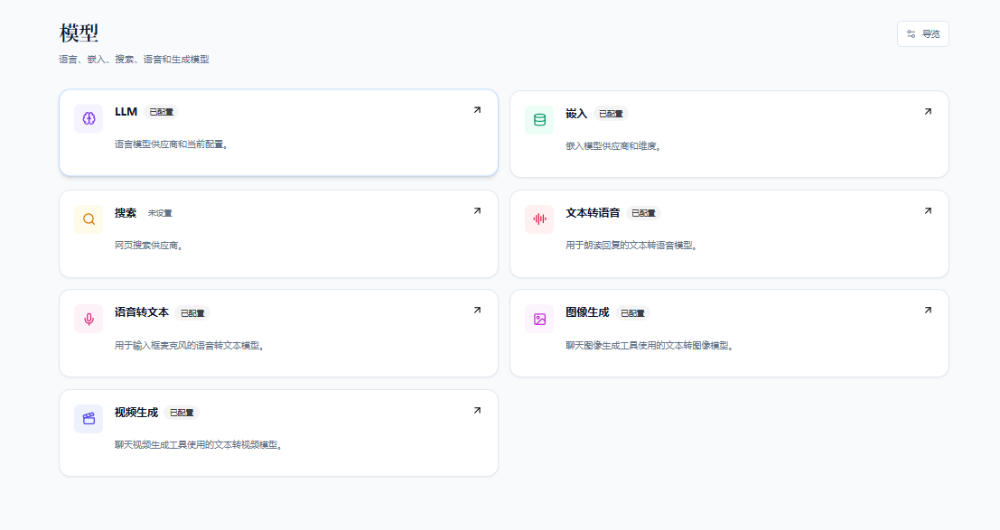 模型
导览
语言、嵌入、搜索、语音和生成模型
LLM 已配置
语言模型供应商和当前配置。
嵌入 已配置
嵌入模型供应商和维度。
搜索 未设置
网页搜索供应商。
文本转语音 已配置
用于朗读回复的文本转语音模型。
语音转文本 已配置
用于输入框麦克风的语音转文本模型。
图像生成 已配置
聊天图像生成工具使用的文本转图像模型。
视频生成 已配置
聊天视频生成工具使用的文本转视频模型。